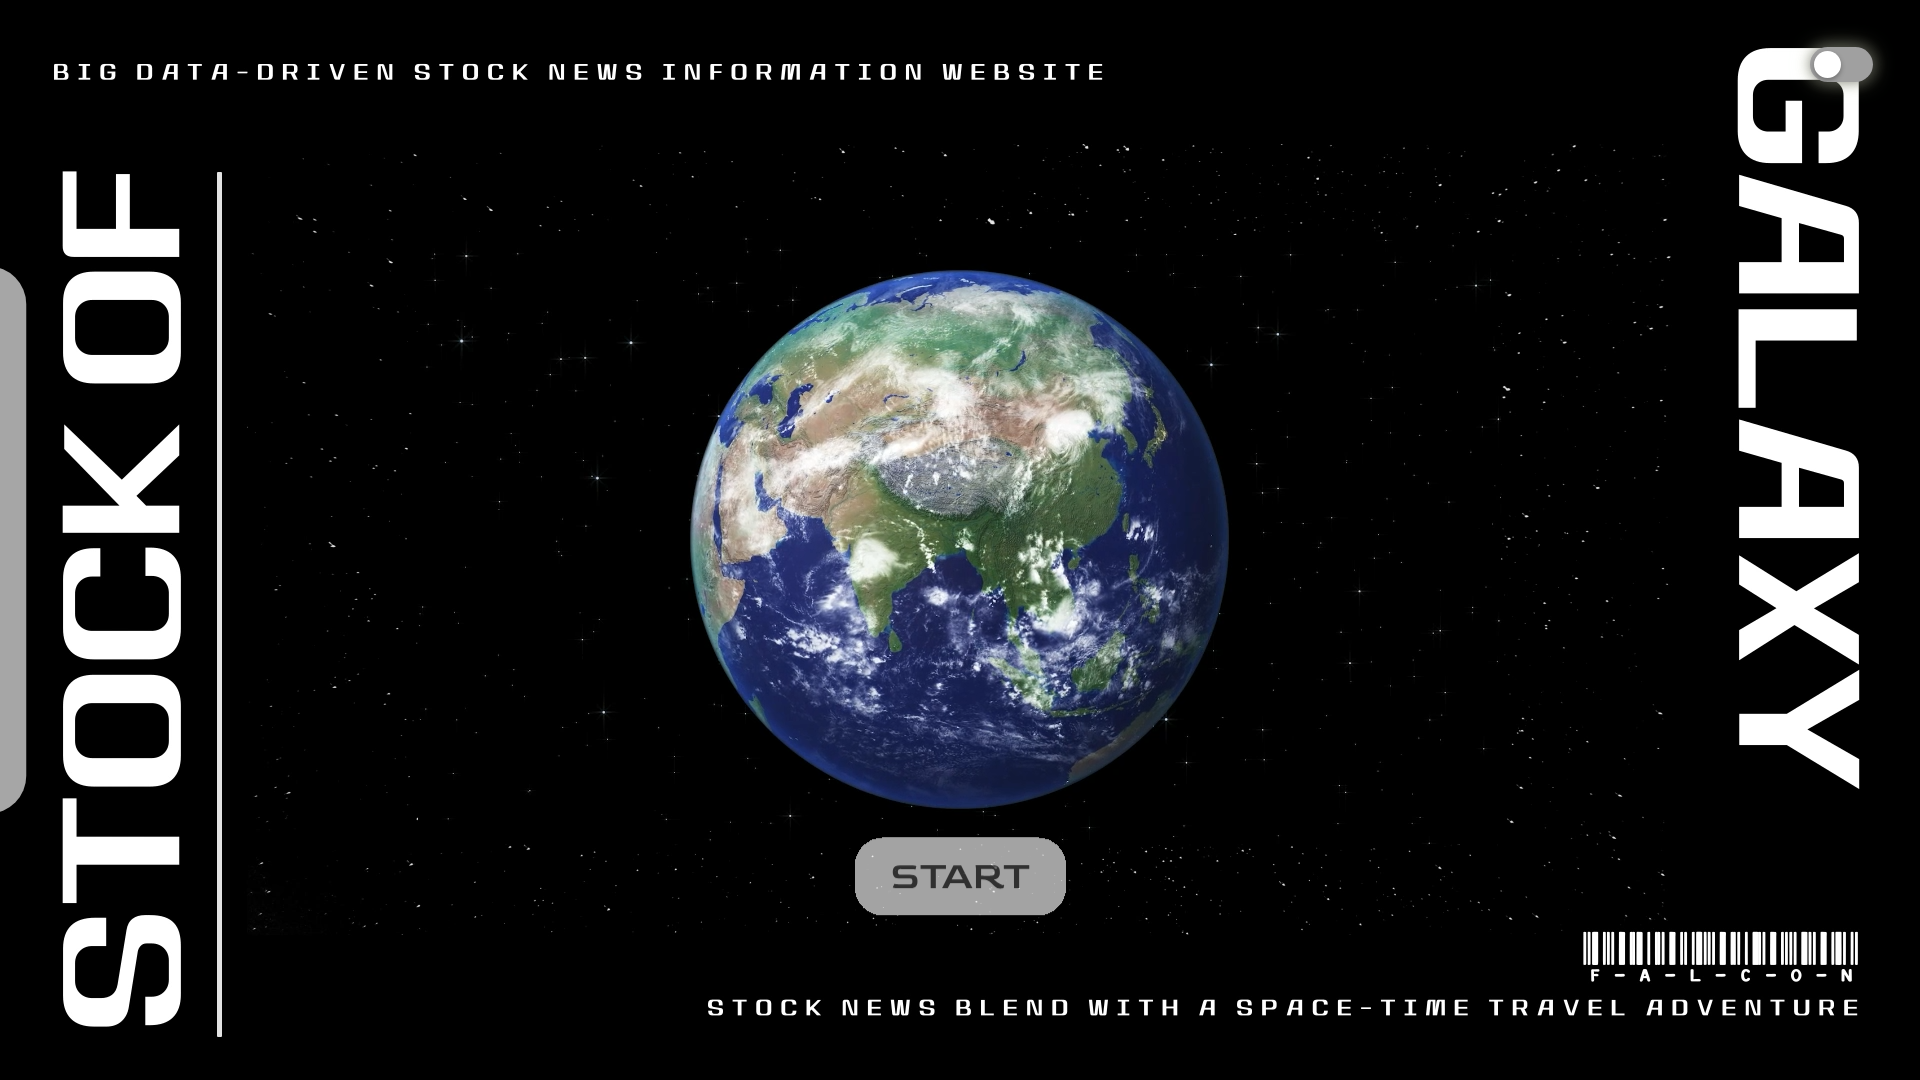 BIG DATA-DRIVEN STOCK NEWS INFORMATION WEBSITE
STOCK OF
GALAXY
START
F-A-L-C-O-N
STOCK NEWS BLEND WITH A SPACE-TIME TRAVEL ADVENTURE